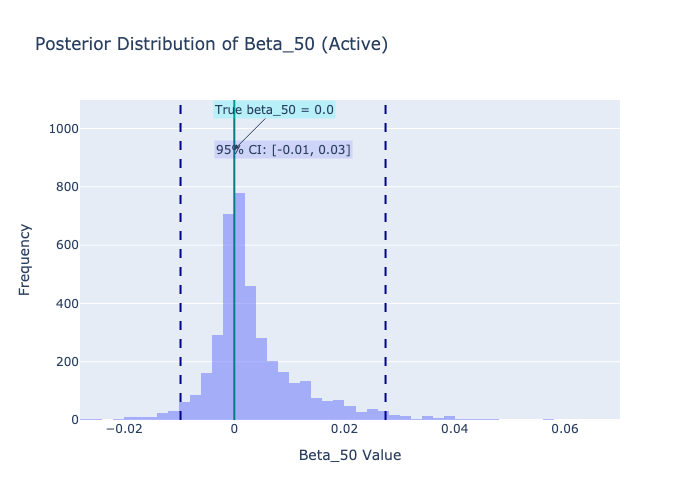 Posterior Distribution of Beta_50 (Active)
True beta_50 = 0.0
95% CI: [-0.01, 0.03]
1000
800
600
400
200
0
Frequency
−0.02
0
0.02
0.04
0.06
Beta_50 Value